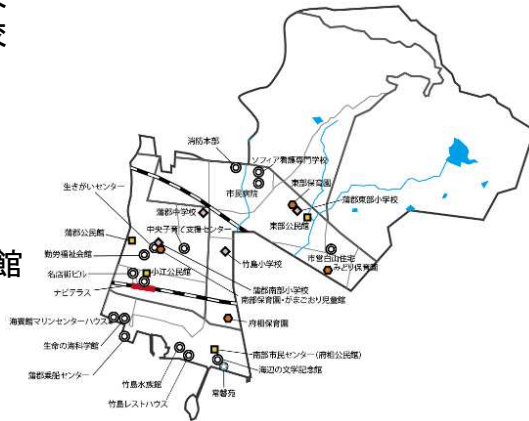 館
消防本部
ソフィア看護専門学校
生きがいセンター
市民病院
東部保育園
蒲郡中学校
蒲郡東部小学校
蒲郡公民館
中央子育て支援センター
東部公民館
勤労福祉会館
竹島小学校
市営白山住宅
みどり保育園
名店街ビル
小江公民館
蒲郡南部小学校
ナビテラス
南部保育園・がまごおり児童館
海賓館マリンセンターハウス
府相保育園
生命の海科学館
南部市民センター(府相公民館)
蒲郡乗船センター
海辺の文学記念館
竹島水族館
常磐苑
竹島レストハウス